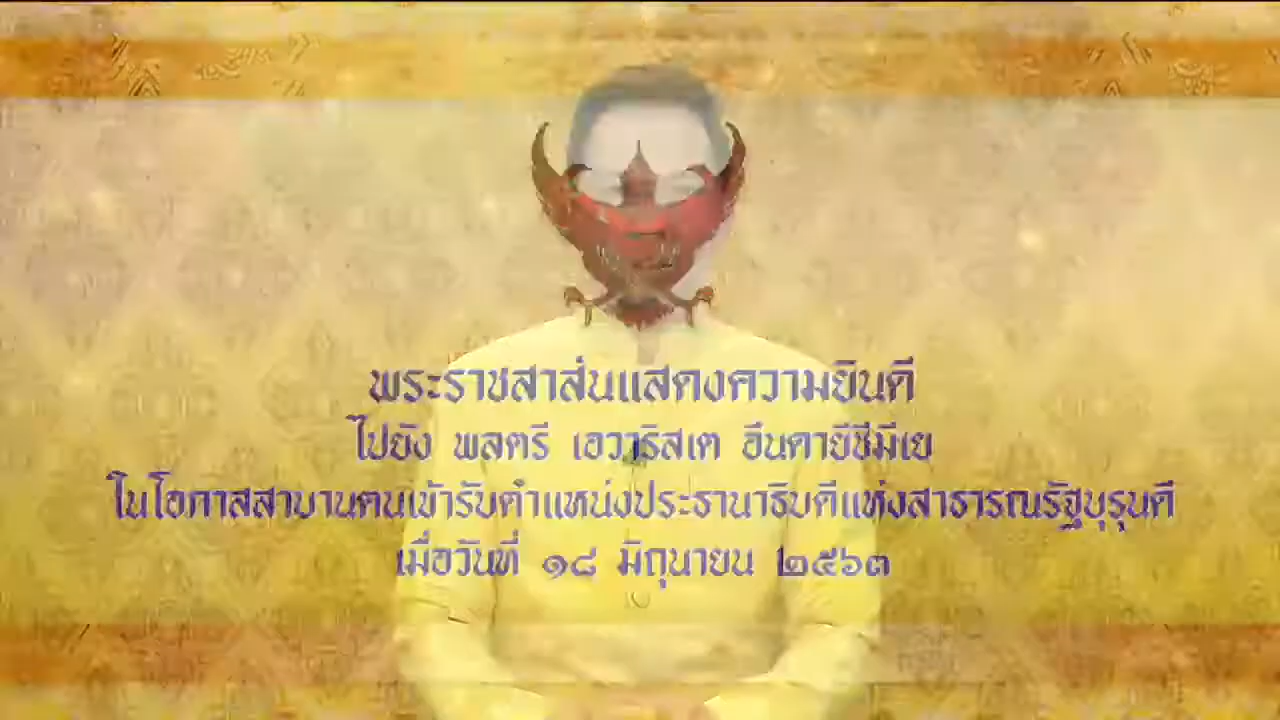 พระราชสาส์นแสดงความยินดี
ไปยัง พลตรี เอวาริสเต อึนดายีชีมีเย
ในโอกาสสาบานตนเข้ารับตำแหน่งประธานาธิบดีแห่งสาธารณรัฐบุรุนดี
เมื่อวันที่ ๑๘ มิถุนายน ๒๕๖๓